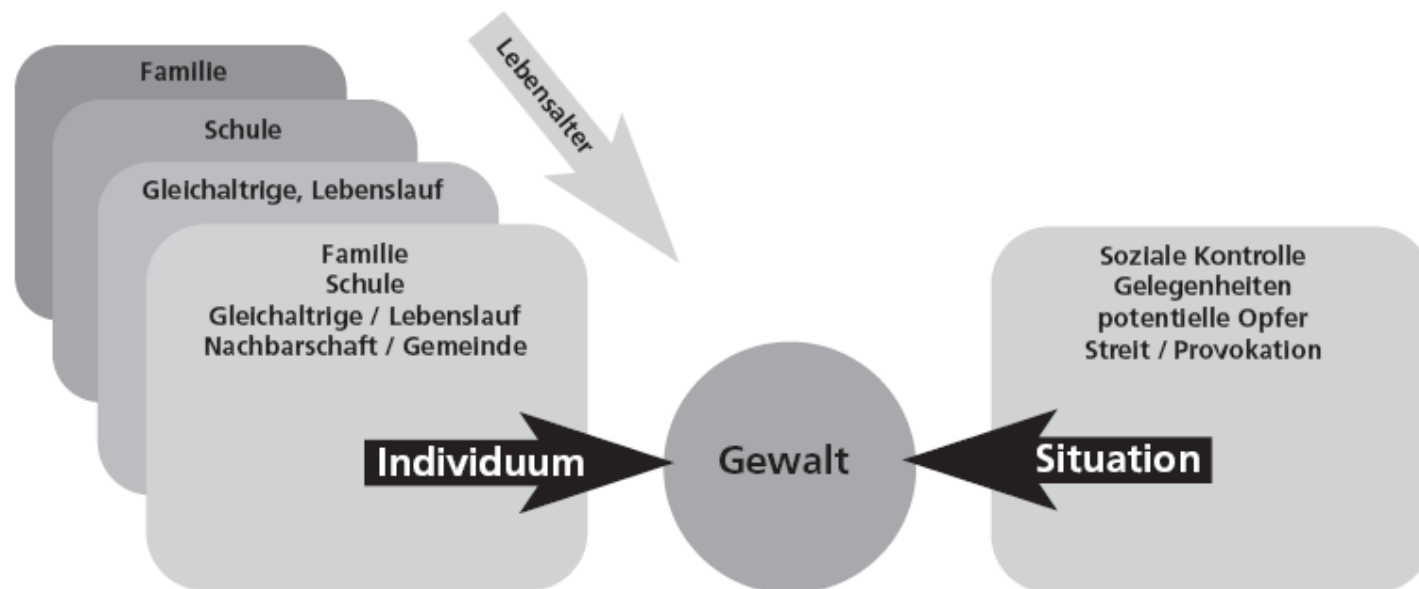 Familie
Schule
Gleichaltrige, Lebenslauf
Familie
Schule
Gleichaltrige / Lebenslauf
Nachbarschaft / Gemeinde
Individuum
Lebensalter
Gewalt
Soziale Kontrolle
Gelegenheiten
potentielle Opfer
Streit / Provokation
Situation